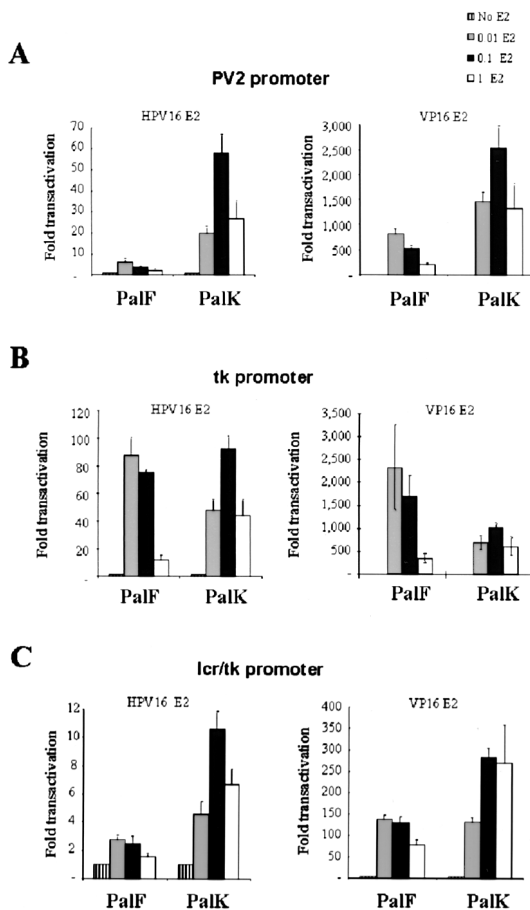 No E2
0.01 E2
0.1 E2
1 E2
A
PV2 promoter
HPV16 E2
Fold transactivation
70
60
50
40
30
20
10
-
PalF PalK
VP16 E2
Fold transactivation
3,000
2,500
2,000
1,500
1,000
500
-
PalF PalK
B
tk promoter
HPV16 E2
Fold transactivation
120
100
80
60
40
20
-
PalF PalK
VP16 E2
Fold transactivation
3,500
3,000
2,500
2,000
1,500
1,000
500
-
PalF PalK
C
lcr/tk promoter
HPV16 E2
Fold transactivation
12
10
8
6
4
2
-
PalF PalK
VP16 E2
Fold transactivation
400
350
300
250
200
150
100
50
-
PalF PalK